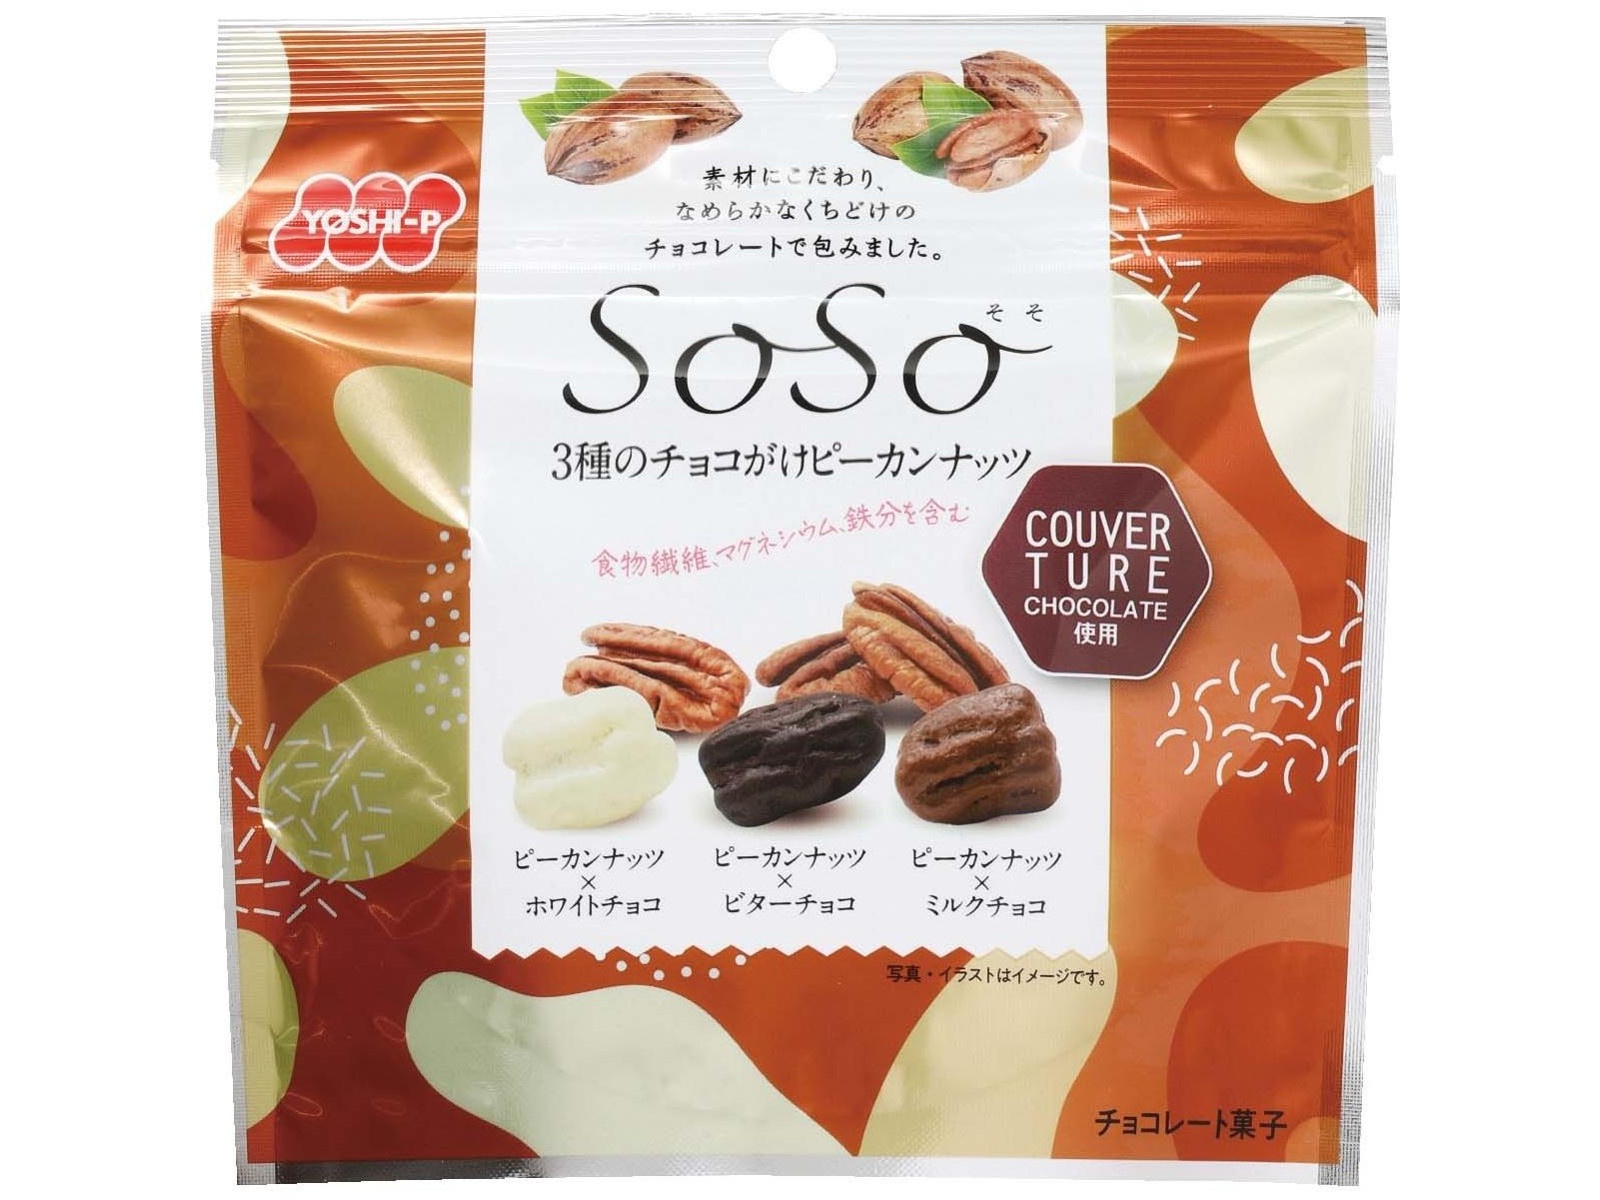 YOSHI-P
素材にこだわり、
なめらかなくちどけの
チョコレートで包みました。
そそ
SoSo
3種のチョコがけピーカンナッツ
食物繊維、マグネシウム、鉄分を含む
COUVER
TURE
CHOCOLATE
使用
ピーカンナッツ
×
ホワイトチョコ
ピーカンナッツ
×
ビターチョコ
ピーカンナッツ
×
ミルクチョコ
写真・イラストはイメージです。
チョコレート菓子